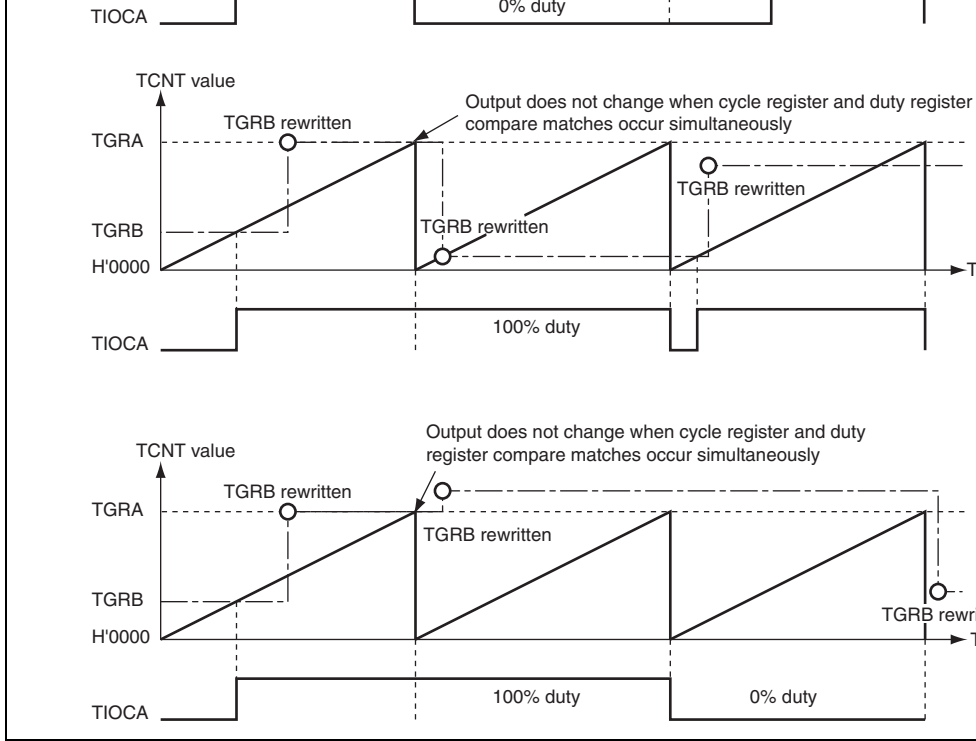 0% duty
TIOCA
TCNT value
Output does not change when cycle register and duty register
compare matches occur simultaneously
TGRB rewritten
TGRA
TGRB rewritten
TGRB
TGRB rewritten
H'0000
T
100% duty
TIOCA
Output does not change when cycle register and duty
register compare matches occur simultaneously
TCNT value
TGRB rewritten
TGRA
TGRB rewritten
TGRB
TGRB rewri
H'0000
T
100% duty
0% duty
TIOCA